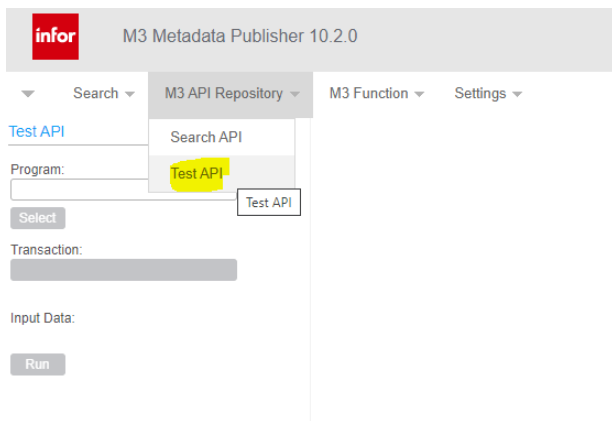 infor M3 Metadata Publisher 10.2.0
Search M3 API Repository M3 Function Settings
Test API
Search API
Program:
Test API
Test API
Select
Transaction:
Input Data:
Run